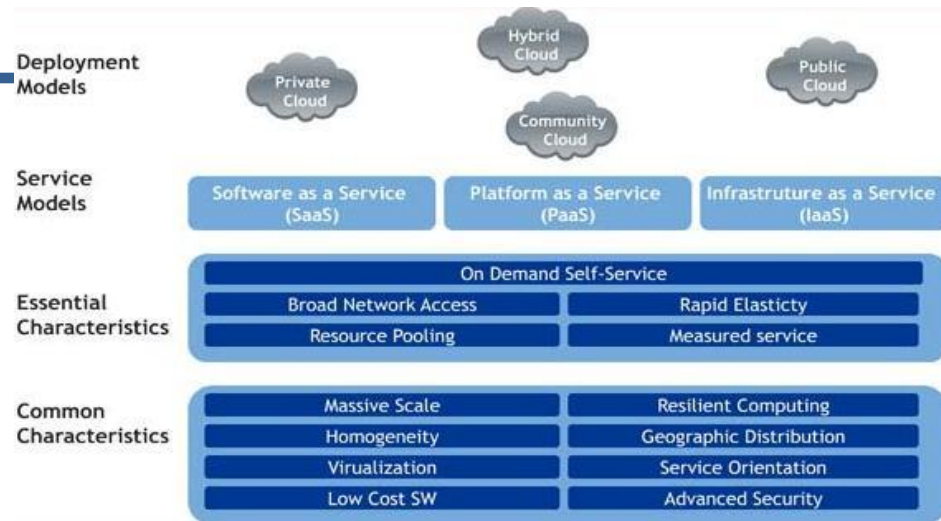 Deployment
Models
Private
Cloud
Hybrid
Cloud
Community
Cloud
Public
Cloud
Service
Models
Software as a Service
(SaaS)
Platform as a Service
(PaaS)
Infrastruture as a Service
(IaaS)
Essential
Characteristics
On Demand Self-Service
Broad Network Access
Rapid Elasticty
Resource Pooling
Measured service
Common
Characteristics
Massive Scale
Resilient Computing
Homogeneity
Geographic Distribution
Virualization
Service Orientation
Low Cost SW
Advanced Security